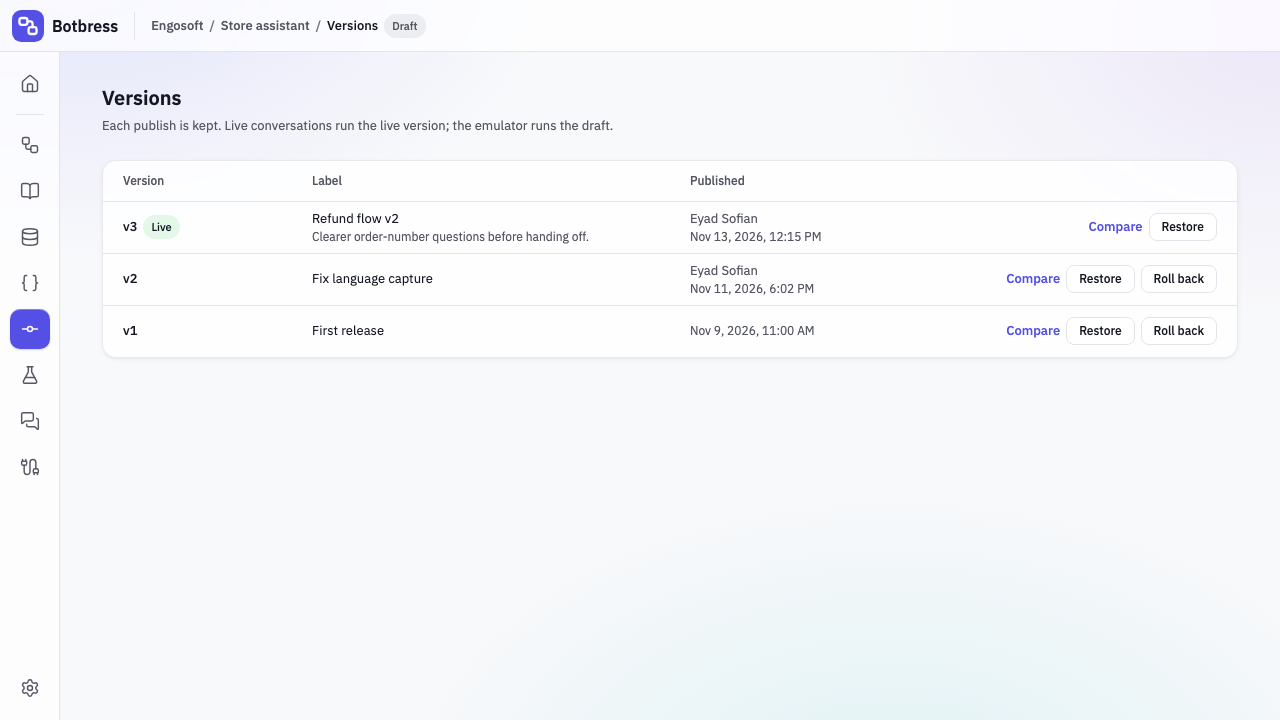 Botbress
Engosoft / Store assistant / Versions Draft
Versions
Each publish is kept. Live conversations run the live version; the emulator runs the draft.
Version Label Published
v3 Live Refund flow v2 Eyad Sofian Compare Restore
Clearer order-number questions before handing off. Nov 13, 2026, 12:15 PM
v2 Fix language capture Eyad Sofian Compare Restore Roll back
Nov 11, 2026, 6:02 PM
v1 First release Nov 9, 2026, 11:00 AM Compare Restore Roll back